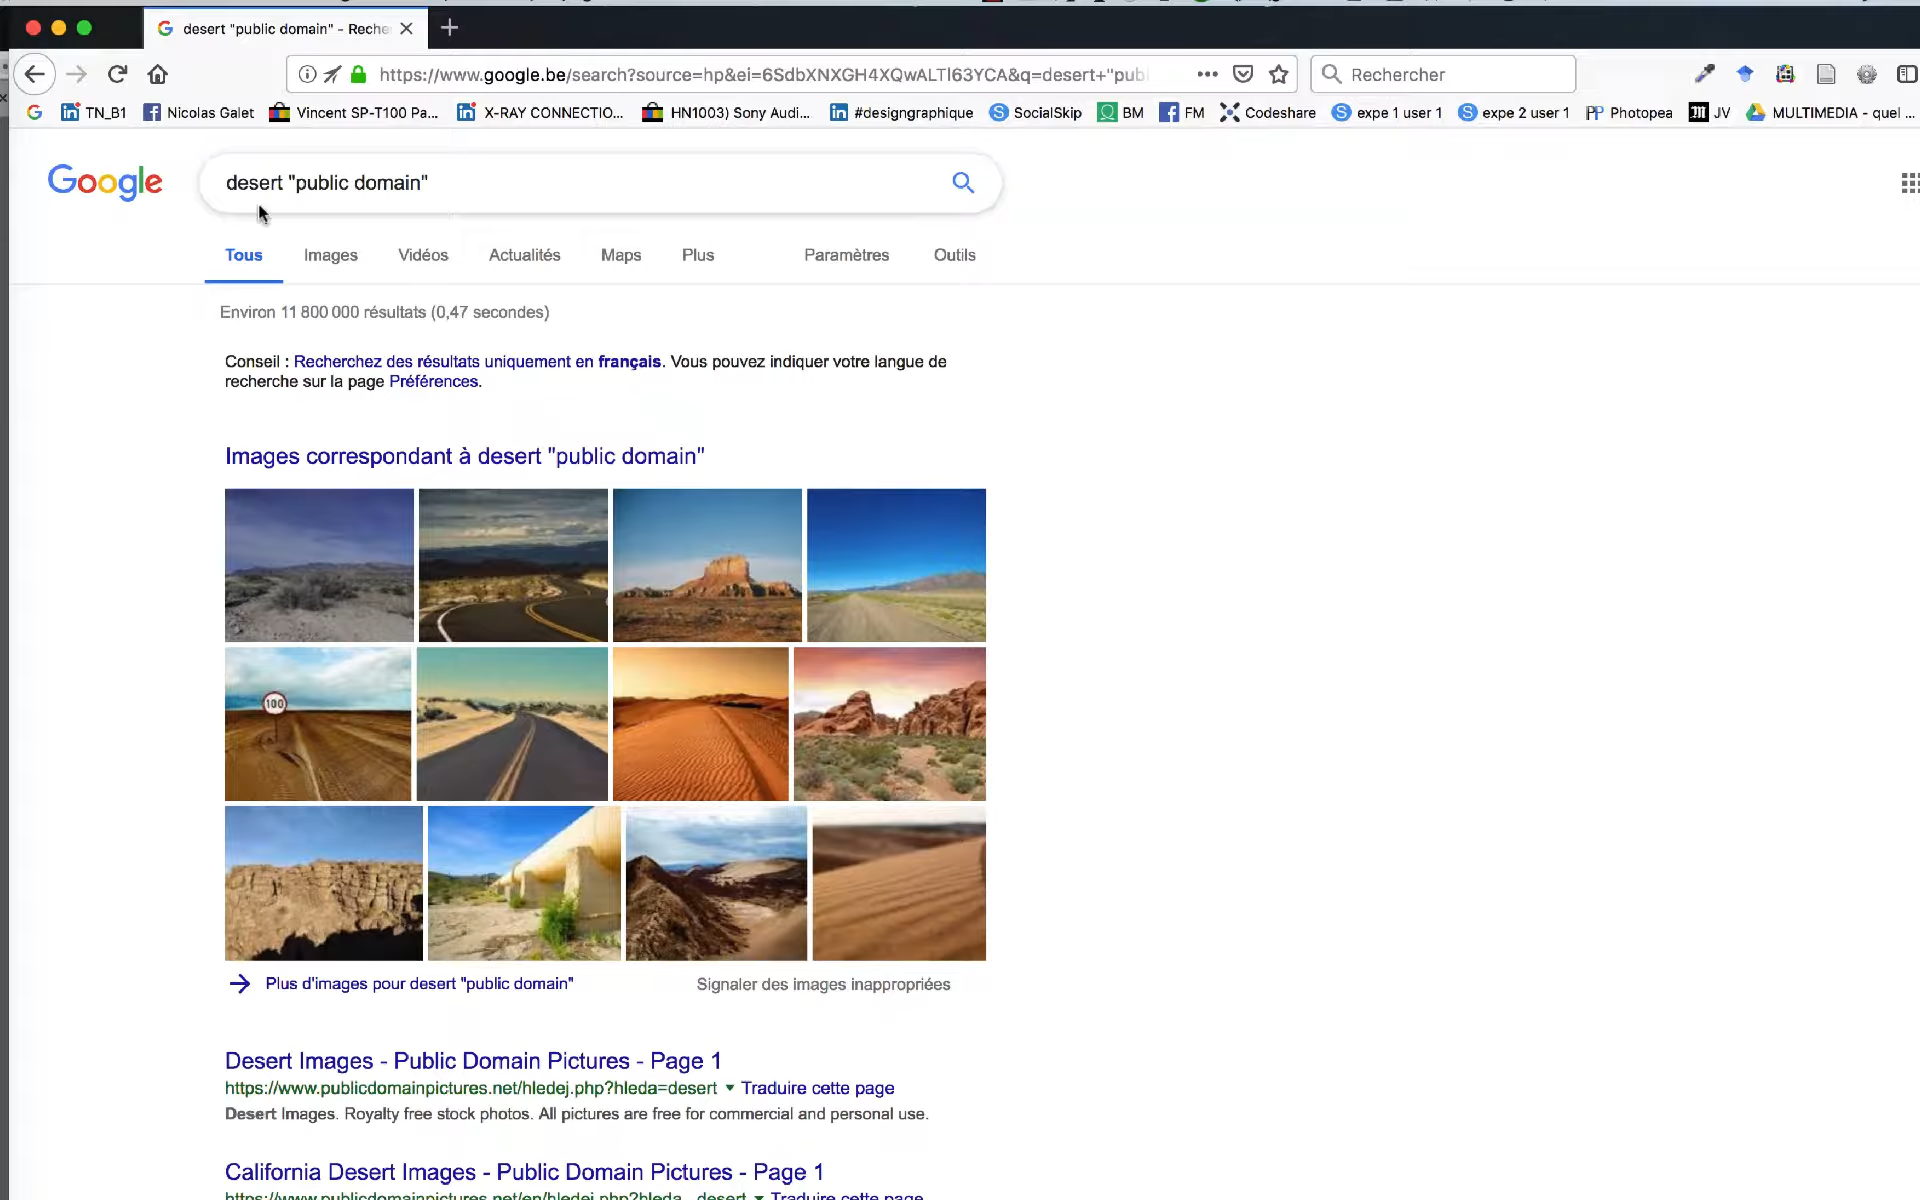 desert "public domain" - Reche
https://www.google.be/search?source=hp&ei=6SdbXNXGH4XQwALTl63YCA&q=desert+"publ
Rechercher
TN_B1
Nicolas Galet
Vincent SP-T100 Pa...
X-RAY CONNECTIO...
HN1003) Sony Audi...
#designgraphique
SocialSkip
BM
FM
Codeshare
expe 1 user 1
expe 2 user 1
Photopea
JV
MULTIMEDIA - quel ...
Google
desert "public domain"
Tous
Images
Vidéos
Actualités
Maps
Plus
Paramètres
Outils
Environ 11 800 000 résultats (0,47 secondes)
Conseil : Recherchez des résultats uniquement en français. Vous pouvez indiquer votre langue de
recherche sur la page Préférences.
Images correspondant à desert "public domain"
100
Plus d'images pour desert "public domain"
Signaler des images inappropriées
Desert Images - Public Domain Pictures - Page 1
https://www.publicdomainpictures.net/hledej.php?hleda=desert ▾ Traduire cette page
Desert Images. Royalty free stock photos. All pictures are free for commercial and personal use.
California Desert Images - Public Domain Pictures - Page 1
https://www.publicdomainpictures.net/en/hledej.php?hleda...desert ▾ Traduire cette page